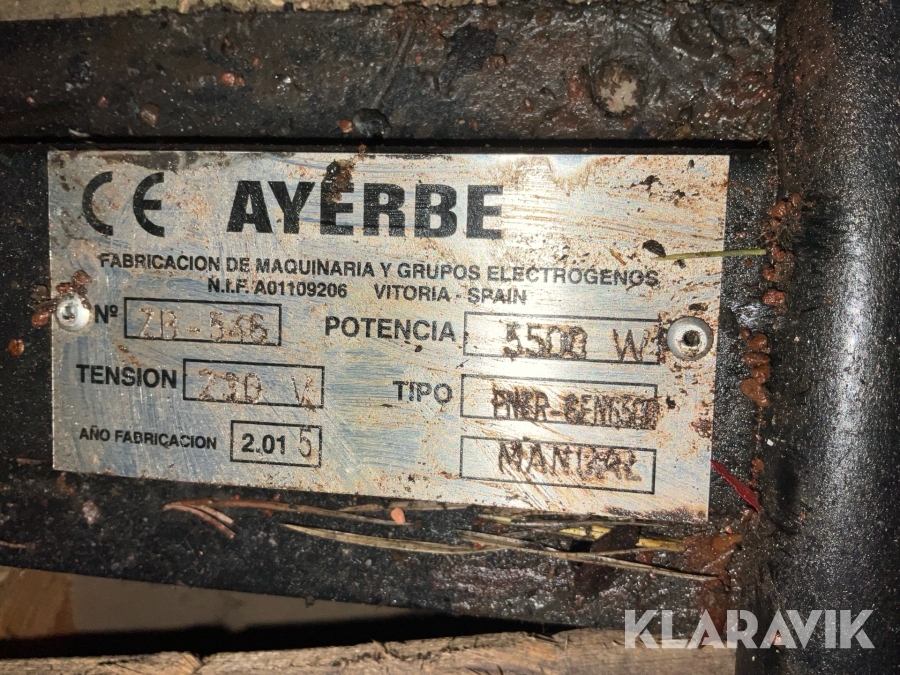 CE AYERBE
FABRICACION DE MAQUINARIA Y GRUPOS ELECTROGENOS
N.I.F. A01109206 VITORIA - SPAIN
Nº ZB-546 POTENCIA 5500 W
TENSION 230 V TIPO
AÑO FABRICACION 2.015 MANUAL
KLARAVIK